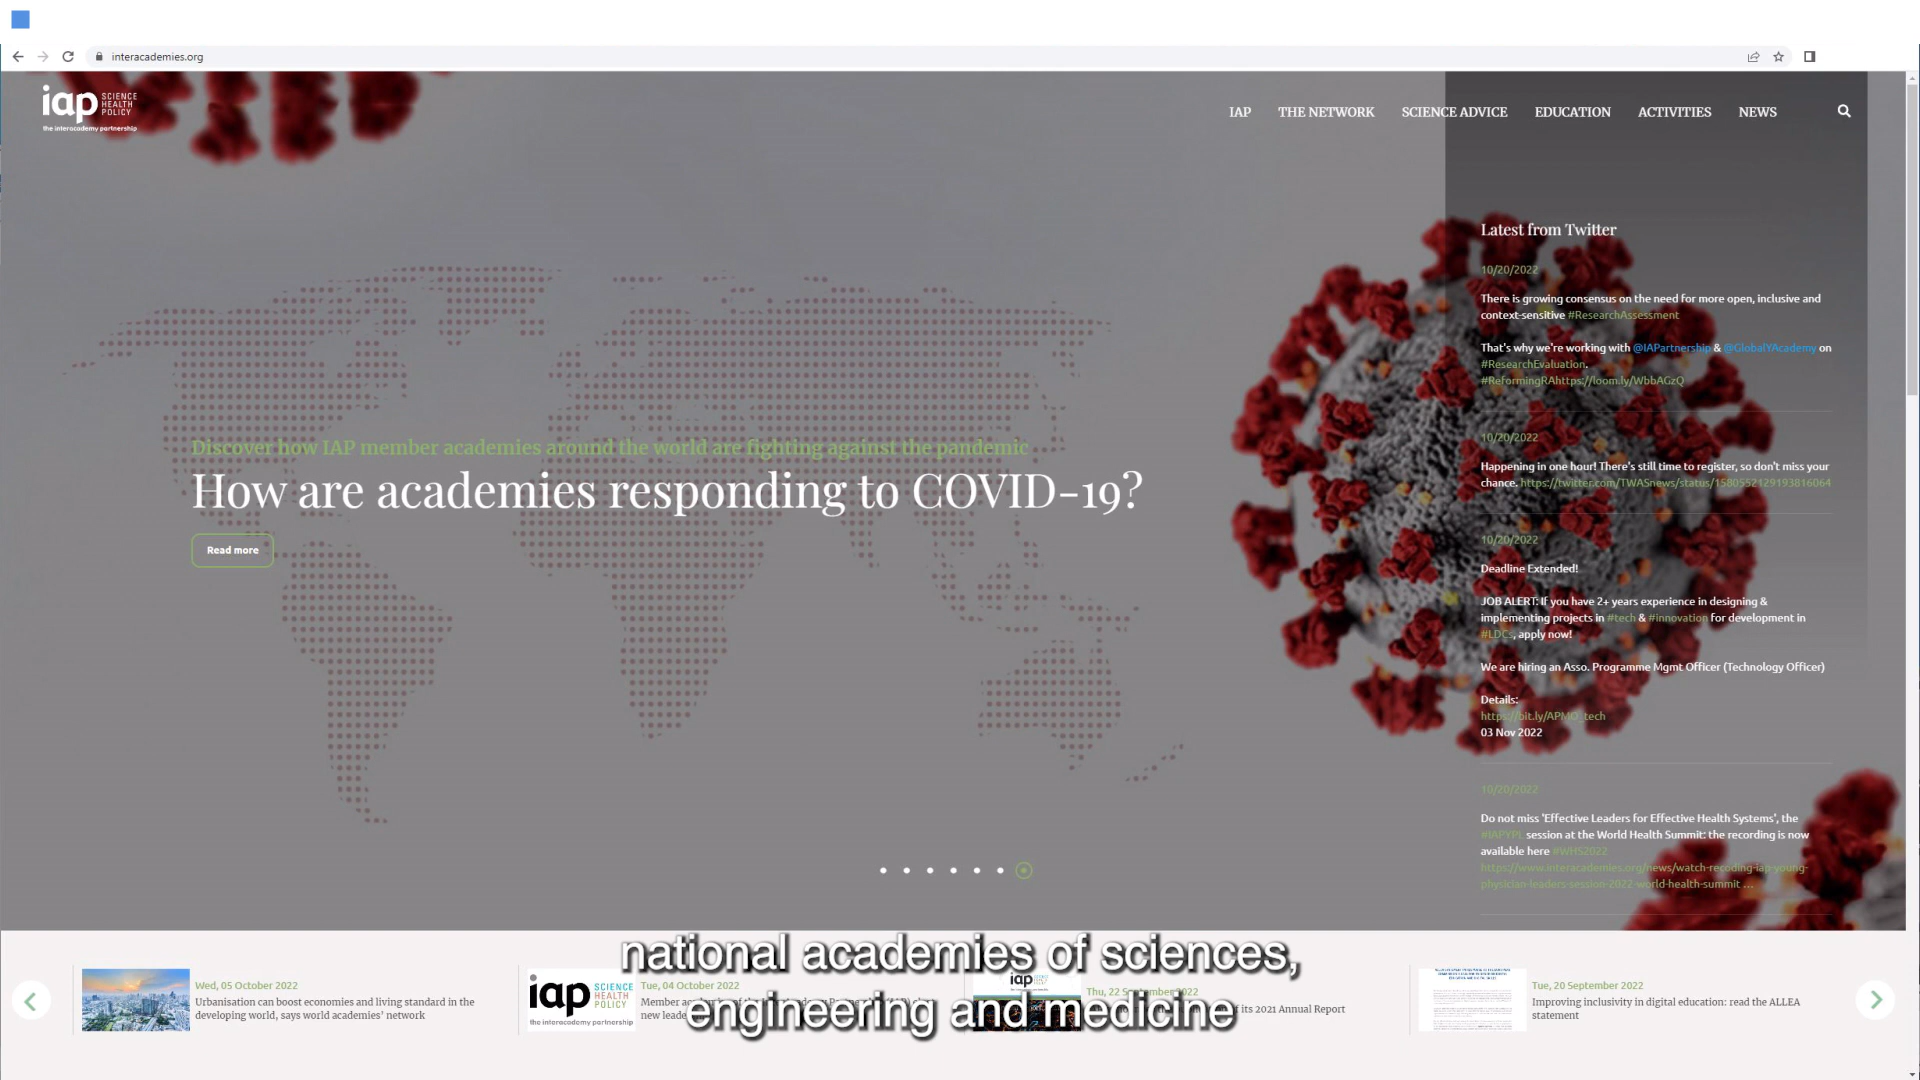 interacademies.org
iap SCIENCE
HEALTH
POLICY
the interacademy partnership
IAP THE NETWORK SCIENCE ADVICE EDUCATION ACTIVITIES NEWS
Discover how IAP member academies around the world are fighting against the pandemic
How are academies responding to COVID-19?
Read more
Latest from Twitter
10/20/2022
There is growing consensus on the need for more open, inclusive and
context-sensitive #ResearchAssessment
That's why we're working with @IAPartnership & @GlobalYAcademy on
#ResearchEvaluation.
#ReformingRAhttps://loom.ly/WbbAGzQ
10/20/2022
Happening in one hour! There's still time to register, so don't miss your
chance. https://twitter.com/TWASnews/status/1580552129193816064
10/20/2022
Deadline Extended!
JOB ALERT: If you have 2+ years experience in designing &
implementing projects in #tech & #innovation for development in
#LDCs, apply now!
We are hiring an Asso. Programme Mgmt Officer (Technology Officer)
Details:
https://bit.ly/APMO_tech
03 Nov 2022
10/20/2022
Do not miss 'Effective Leaders for Effective Health Systems', the
#IAPYPL session at the World Health Summit: the recording is now
available here #WHS2022
https://www.interacademies.org/news/watch-recoding-iap-young-
physician-leaders-session-2022-world-health-summit …
Wed, 05 October 2022
Urbanisation can boost economies and living standard in the
developing world, says world academies' network
iap SCIENCE
HEALTH
POLICY
the interacademy partnership
Tue, 04 October 2022
Member
new
iap
Thu, 22 September 2022
its 2021 Annual Report
Tue, 20 September 2022
Improving inclusivity in digital education: read the ALLEA
statement
national academies of sciences,
engineering and medicine